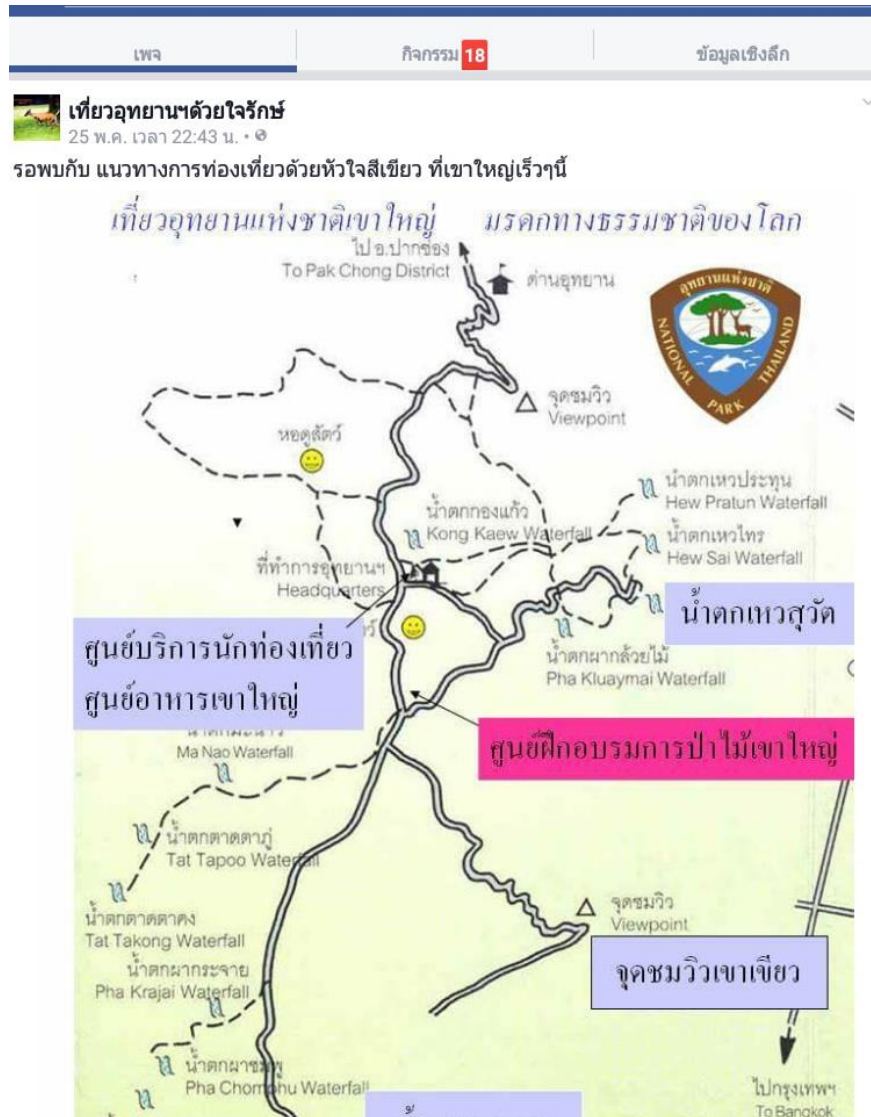 เพจ
กิจกรรม 18
ข้อมูลเชิงลึก
เที่ยวอุทยานฯด้วยใจรักษ์
25 พ.ค. เวลา 22:43 น.
รอพบกับ แนวทางการท่องเที่ยวด้วยหัวใจสีเขียว ที่เขาใหญ่เร็วๆนี้
เที่ยวอุทยานแห่งชาติเขาใหญ่ มรดกทางธรรมชาติของโลก
ไป อ.ปากช่อง
To Pak Chong District
ด่านอุทยาน
อุทยานแห่งชาติ
NATIONAL PARK THAILAND
จุดชมวิว
Viewpoint
หอดูสัตว์
น้ำตกเหวประทุน
Hew Pratun Waterfall
น้ำตกกองแก้ว
Kong Kaew Waterfall
น้ำตกเหวไทร
Hew Sai Waterfall
ที่ทำการอุทยานฯ
Headquarters
น้ำตกเหวสุวัต
ศูนย์บริการนักท่องเที่ยว
ศูนย์อาหารเขาใหญ่
น้ำตกผากล้วยไม้
Pha Kluaymai Waterfall
ศูนย์ฝึกอบรมการป่าไม้เขาใหญ่
Ma Nao Waterfall
น้ำตกตาดตาภู่
Tat Tapoo Waterfall
จุดชมวิว
Viewpoint
น้ำตกตาดตาคง
Tat Takong Waterfall
จุดชมวิวเขาเขียว
น้ำตกผากระจาย
Pha Krajai Waterfall
น้ำตกผาชมพู
Pha Chomphu Waterfall
ไปกรุงเทพฯ
To Bangkok